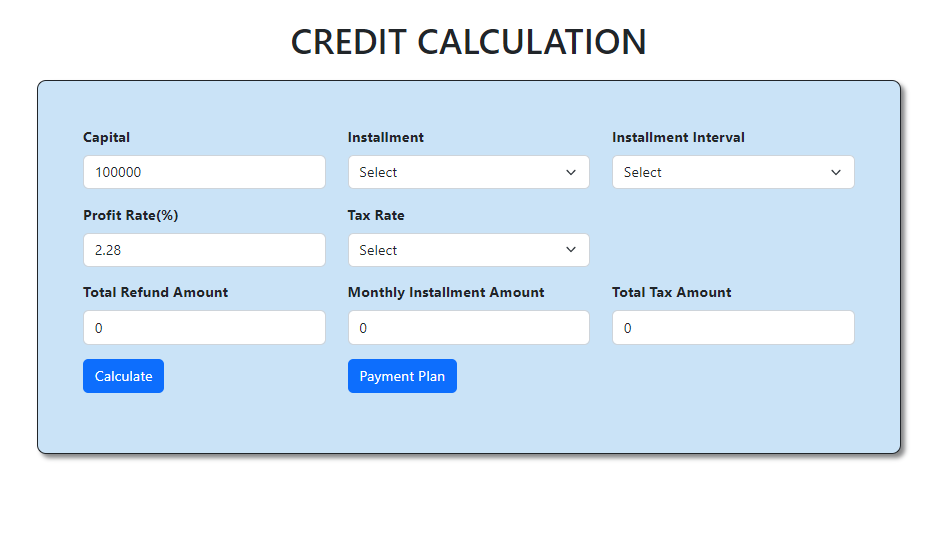 CREDIT CALCULATION
Capital
Installment
Installment Interval
100000
Select
Select
Profit Rate(%)
Tax Rate
2.28
Select
Total Refund Amount
Monthly Installment Amount
Total Tax Amount
0
0
0
Calculate
Payment Plan